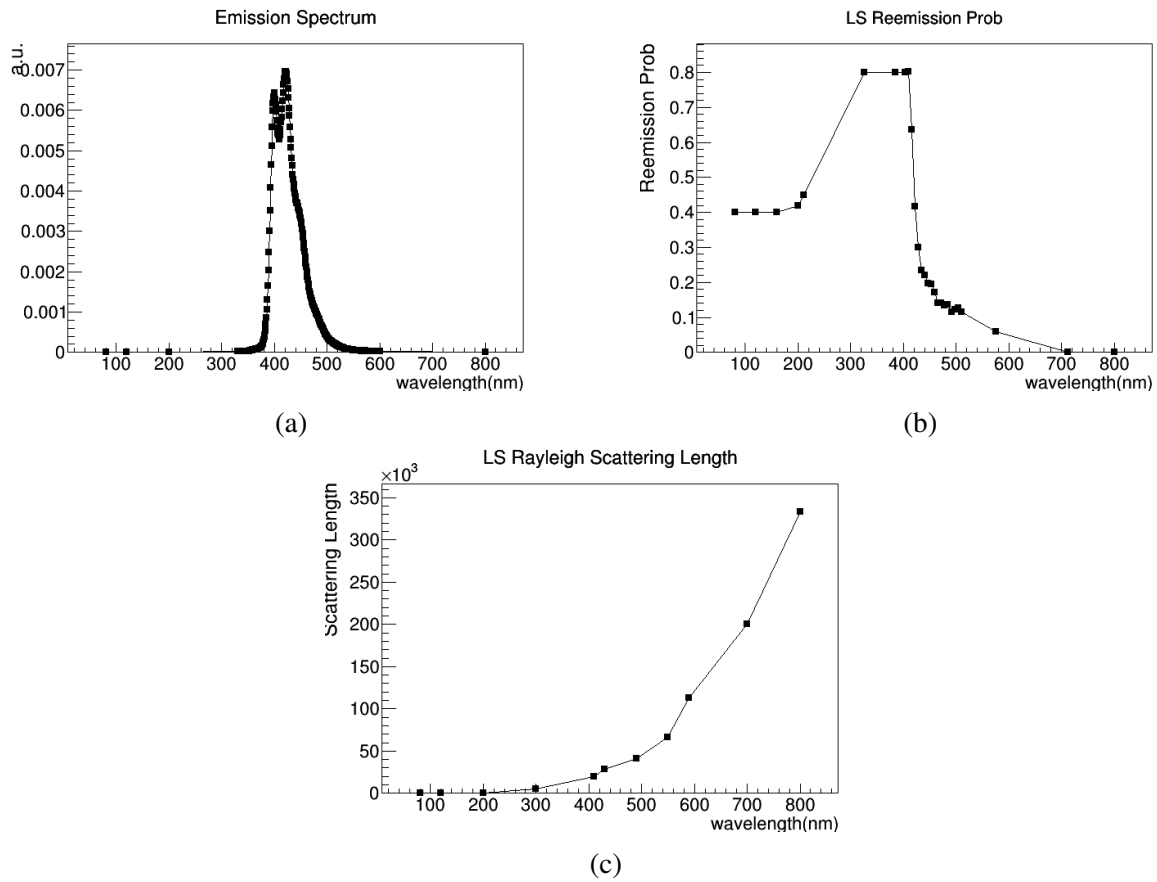 Emission Spectrum
a.u.
0.007
0.006
0.005
0.004
0.003
0.002
0.001
0
100 200 300 400 500 600 700 800
wavelength(nm)
(a)
LS Reemission Prob
Reemission Prob
0.8
0.7
0.6
0.5
0.4
0.3
0.2
0.1
0
100 200 300 400 500 600 700 800
wavelength(nm)
(b)
LS Rayleigh Scattering Length
×10³
Scattering Length
350
300
250
200
150
100
50
0
100 200 300 400 500 600 700 800
wavelength(nm)
(c)